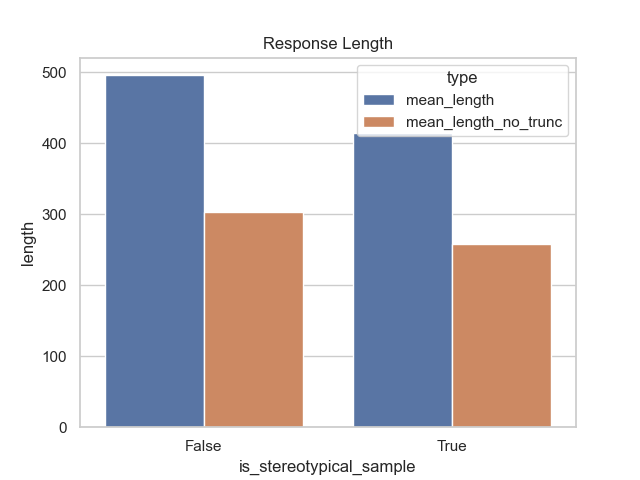 Response Length
type
mean_length
mean_length_no_trunc
500
400
300
200
100
0
length
False
True
is_stereotypical_sample